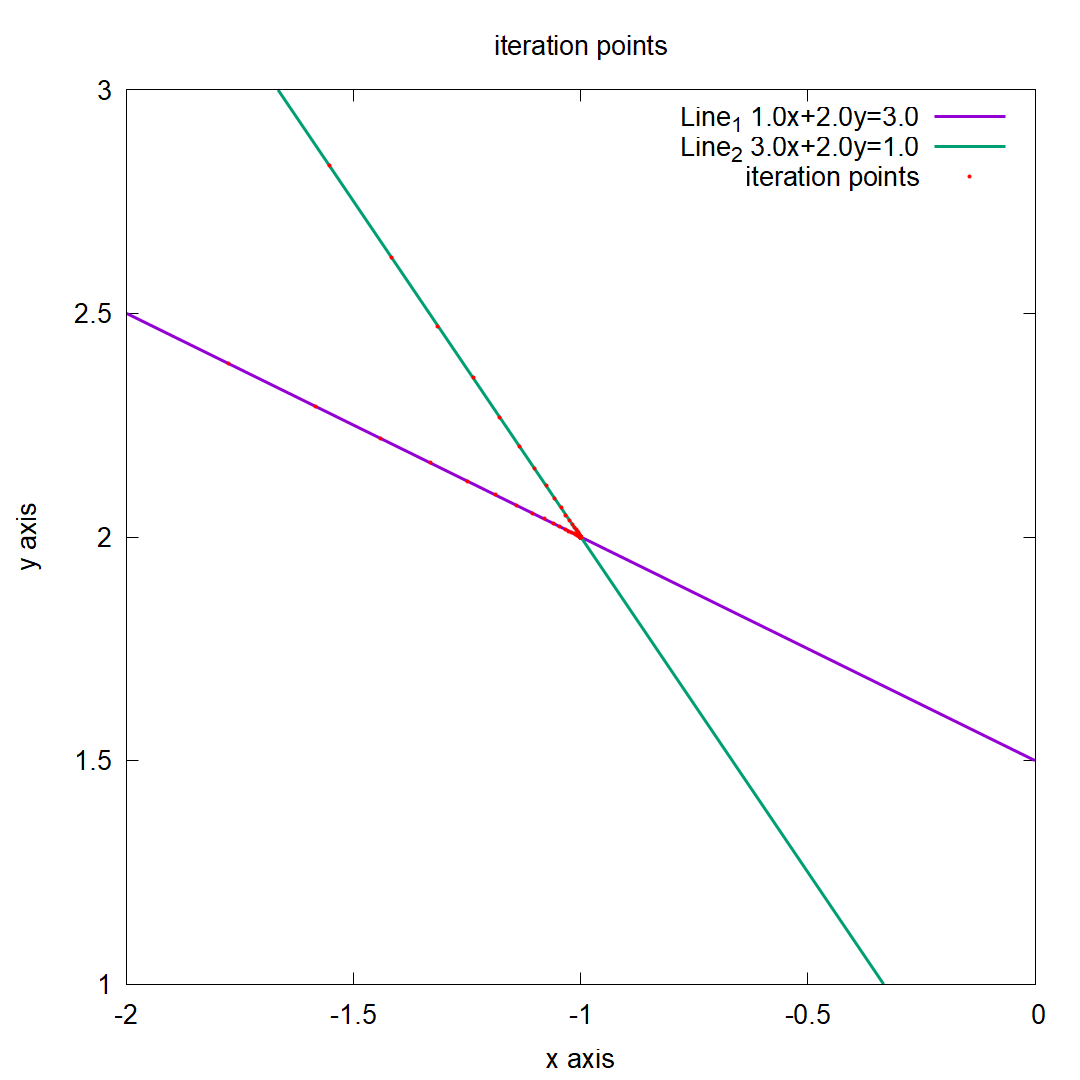 iteration points
Line₁ 1.0x+2.0y=3.0
Line₂ 3.0x+2.0y=1.0
iteration points
3
2.5
2
1.5
1
y axis
-2
-1.5
-1
-0.5
0
x axis